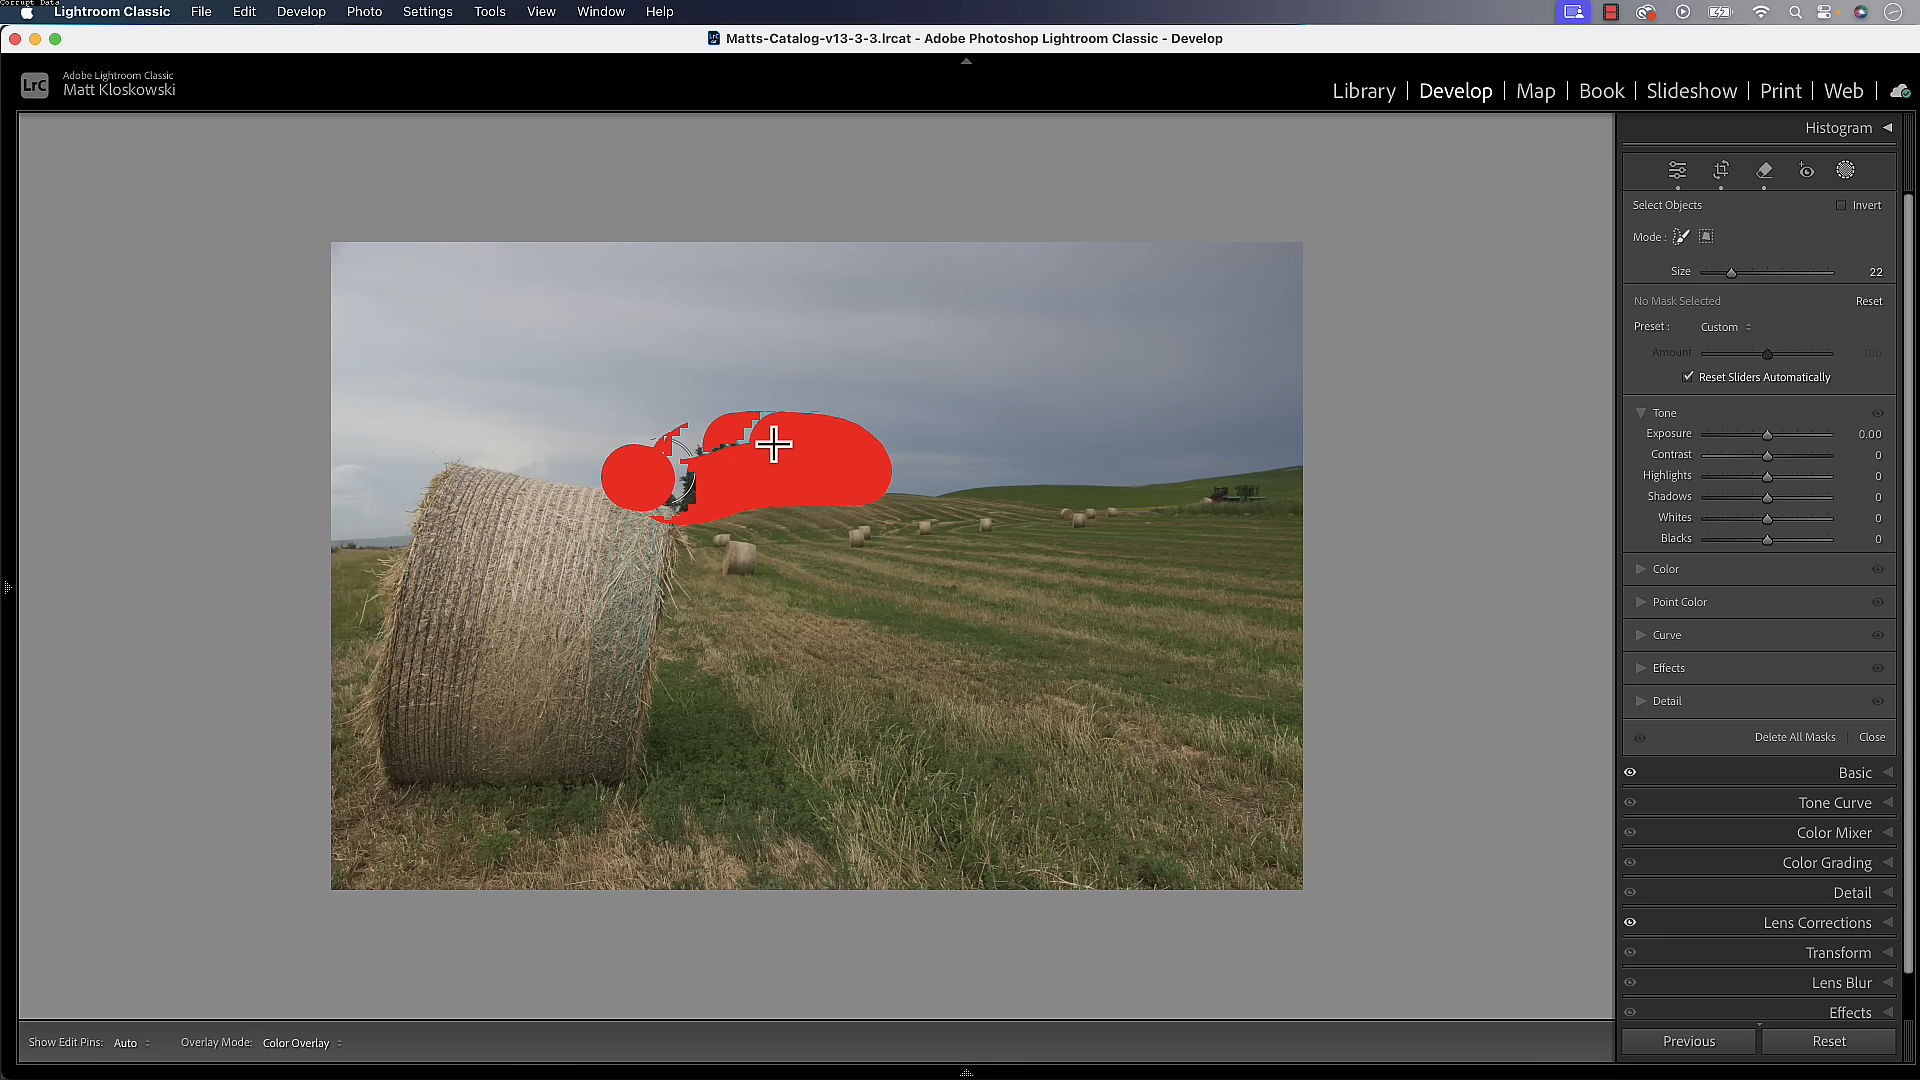 Corrupt Data
Lightroom Classic File Edit Develop Photo Settings Tools View Window Help
Matts-Catalog-v13-3-3.lrcat - Adobe Photoshop Lightroom Classic - Develop
LrC
Adobe Lightroom Classic
Matt Kloskowski
Library Develop Map Book Slideshow Print Web
Histogram
Select Objects Invert
Mode :
Size 22
No Mask Selected Reset
Preset : Custom
Amount 100
Reset Sliders Automatically
Tone
Exposure 0.00
Contrast 0
Highlights 0
Shadows 0
Whites 0
Blacks 0
Color
Point Color
Curve
Effects
Detail
Delete All Masks Close
Basic
Tone Curve
Color Mixer
Color Grading
Detail
Lens Corrections
Transform
Lens Blur
Effects
Previous Reset
Show Edit Pins: Auto Overlay Mode: Color Overlay